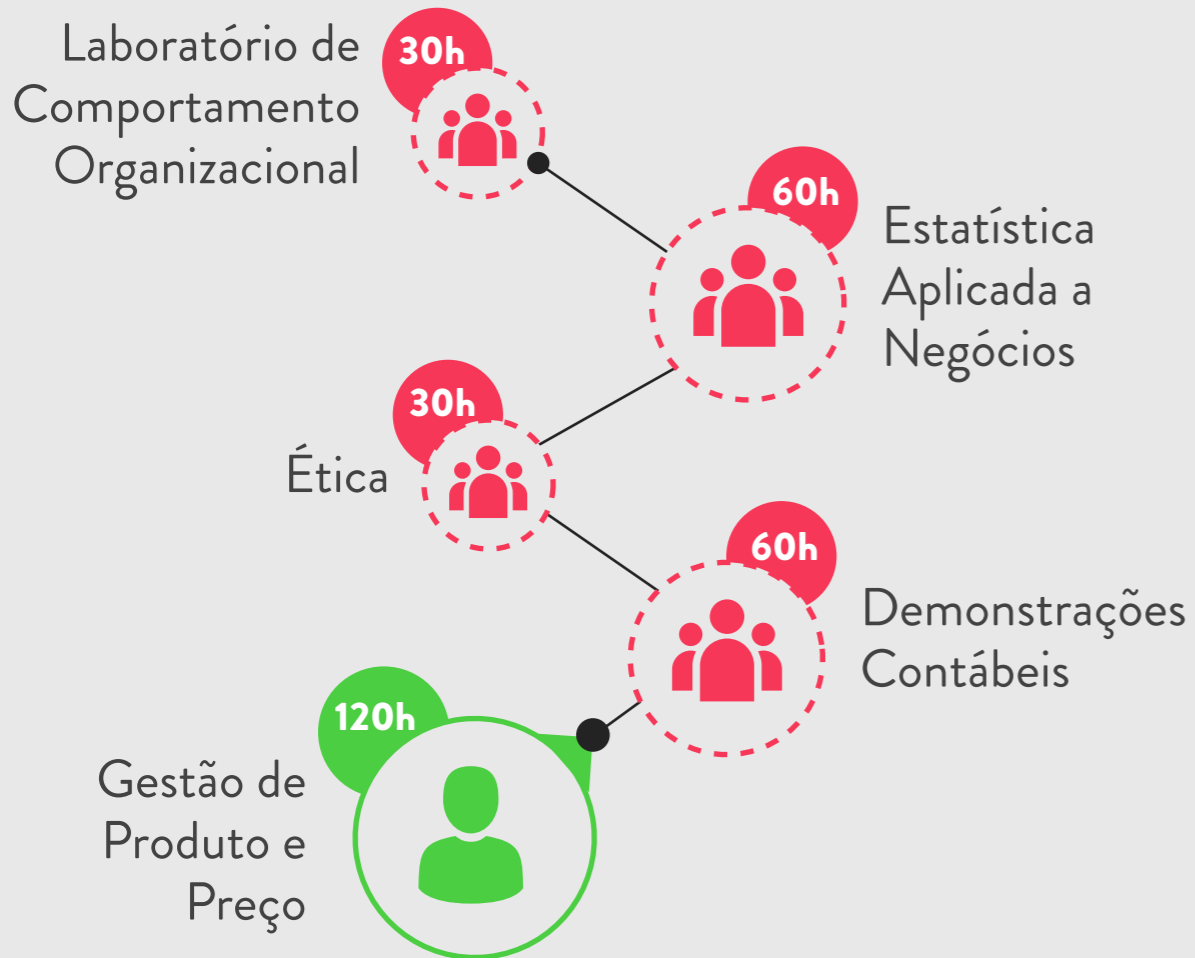 Laboratório de
Comportamento
Organizacional
30h
60h
Estatística
Aplicada a
Negócios
30h
Ética
60h
Demonstrações
Contábeis
120h
Gestão de
Produto e
Preço